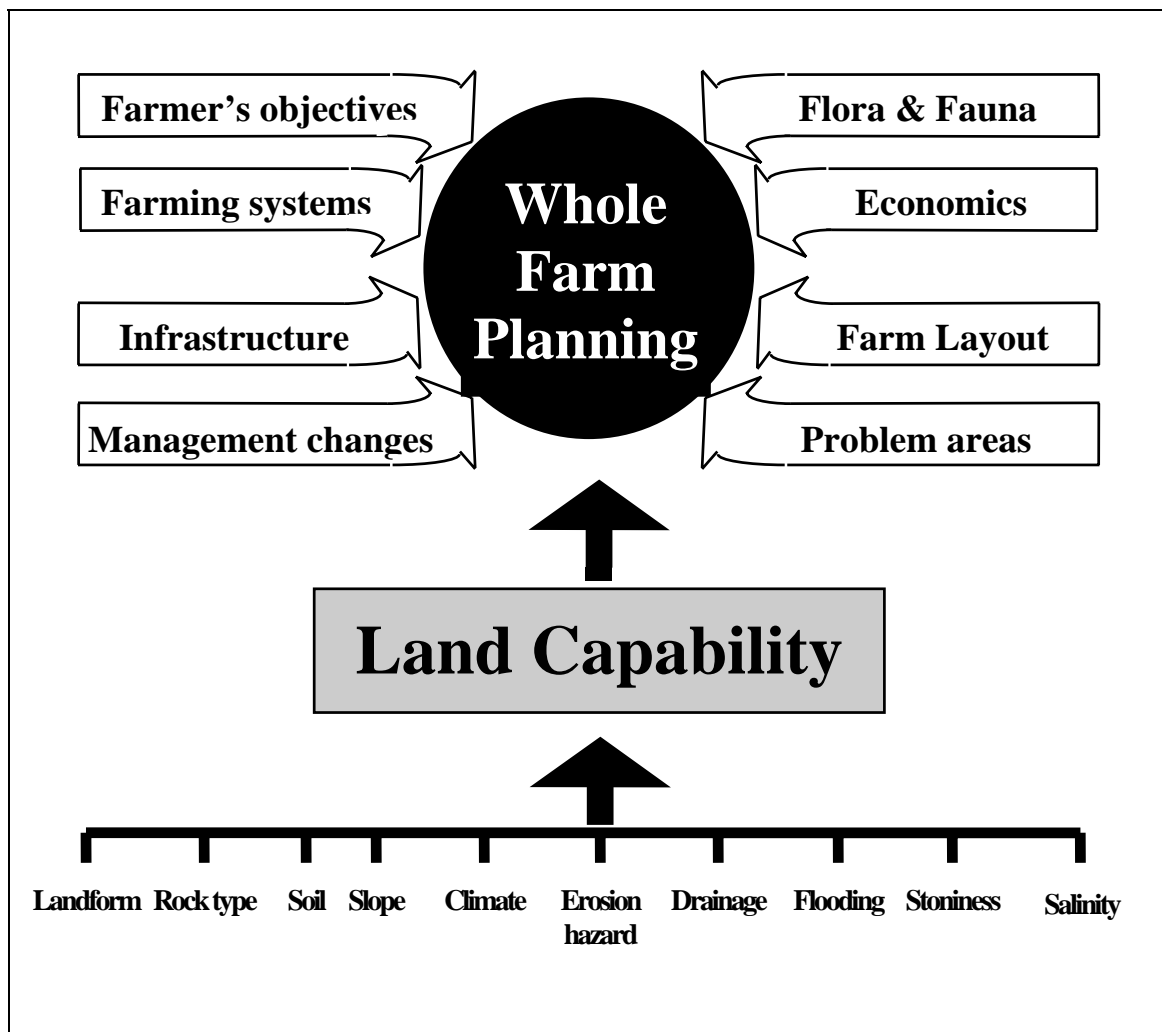 Farmer's objectives
Farming systems
Infrastructure
Management changes
Whole
Farm
Planning
Flora & Fauna
Economics
Farm Layout
Problem areas
Land Capability
Landform Rock type Soil Slope Climate Erosion Drainage Flooding Stoniness Salinity
hazard